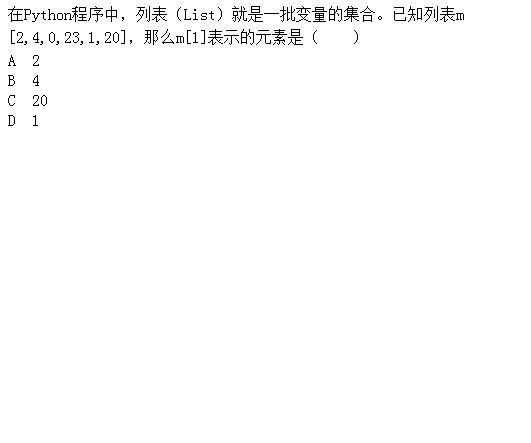 在Python程序中，列表（List）就是一批变量的集合。已知列表m
[2,4,0,23,1,20]，那么m[1]表示的元素是（    ）
A  2
B  4
C  20
D  1